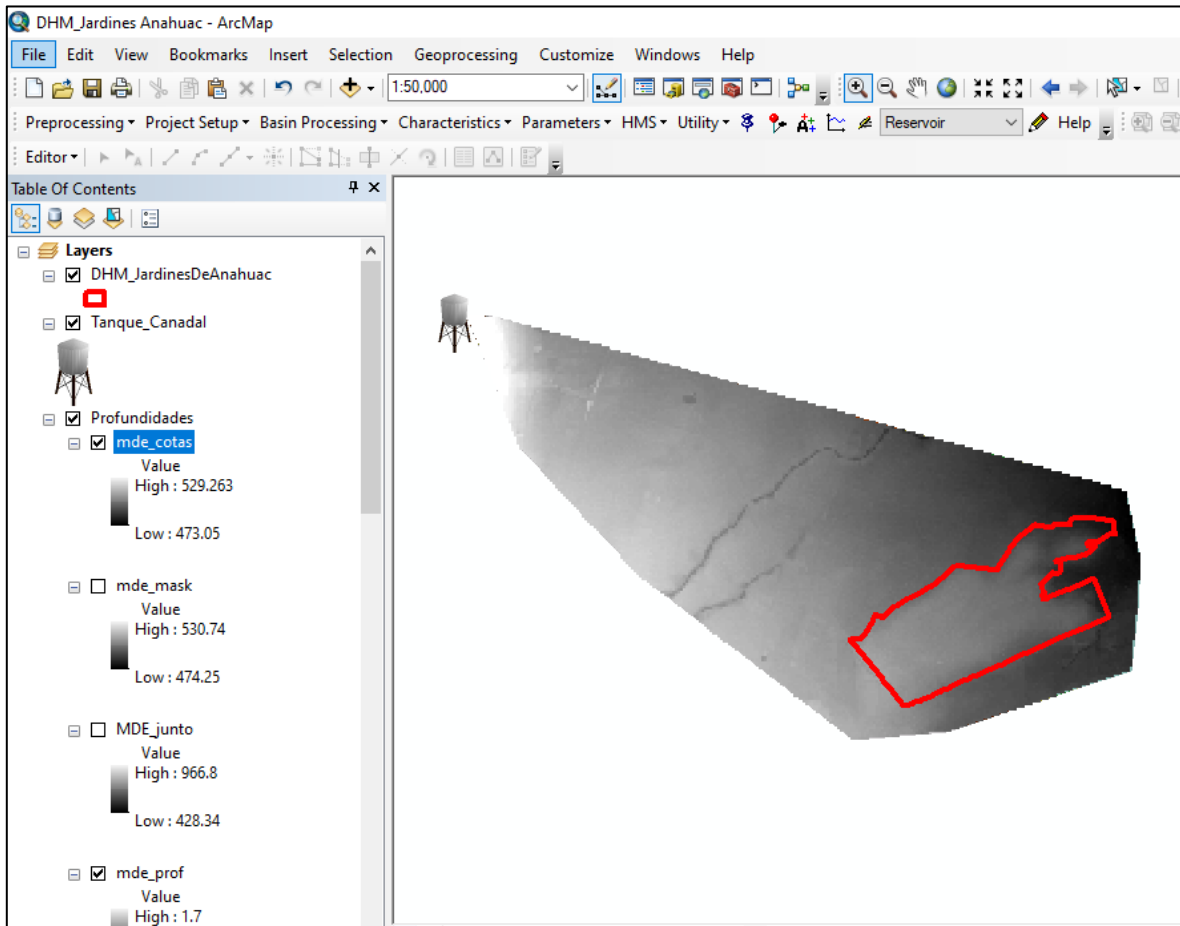 DHM_Jardines Anahuac - ArcMap
File Edit View Bookmarks Insert Selection Geoprocessing Customize Windows Help
1:50,000
Preprocessing Project Setup Basin Processing Characteristics Parameters HMS Utility Reservoir Help
Editor
Table Of Contents
Layers
DHM_JardinesDeAnahuac
Tanque_Canadal
Profundidades
mde_cotas
Value
High : 529.263
Low : 473.05
mde_mask
Value
High : 530.74
Low : 474.25
MDE_junto
Value
High : 966.8
Low : 428.34
mde_prof
Value
High : 1.7